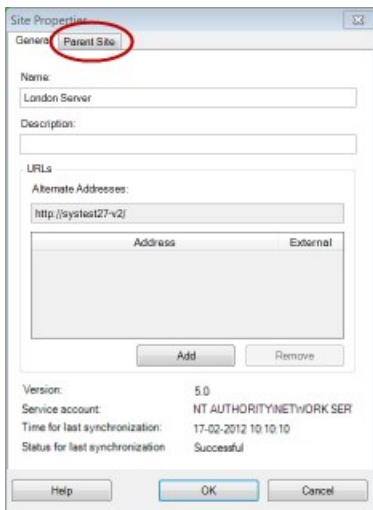 Site Properties
General Parent Site
Name:
London Server
Description:
URLs
Alternate Addresses:
http://systest27-v2/
Address External
Add Remove
Version: 5.0
Service account: NT AUTHORITY\NETWORK SER
Time for last synchronization: 17-02-2012 10:10:10
Status for last synchronization Successful
Help OK Cancel